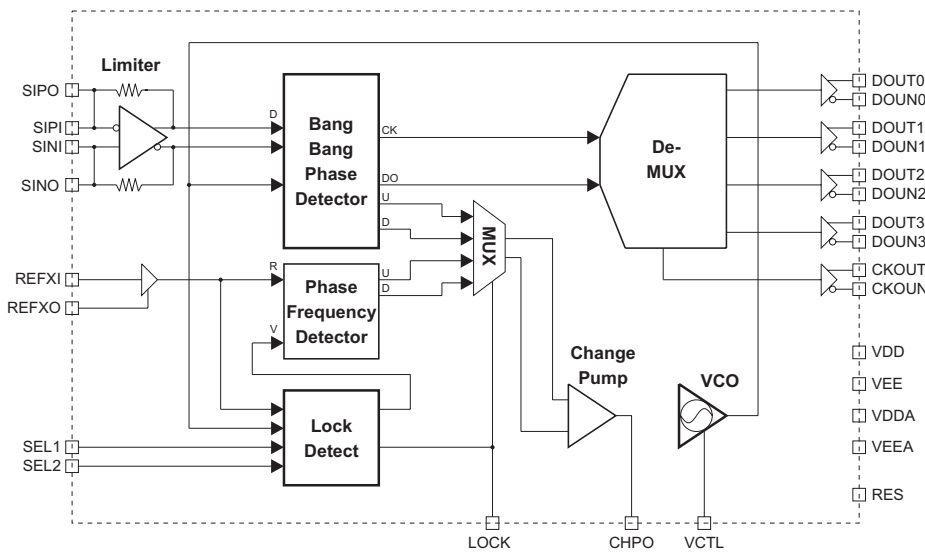 Limiter
SIPO
SIPI
SINI
SINO
REFXI
REFXO
SEL1
SEL2
D
Bang
Bang
Phase
Detector
CK
DO
U
D
R
V
Phase
Frequency
Detector
U
D
MUX
Lock
Detect
De-
MUX
Change
Pump
VCO
DOUT0
DOUN0
DOUT1
DOUN1
DOUT2
DOUN2
DOUT3
DOUN3
CKOUT
CKOUN
VDD
VEE
VDDA
VEEA
RES
LOCK
CHPO
VCTL